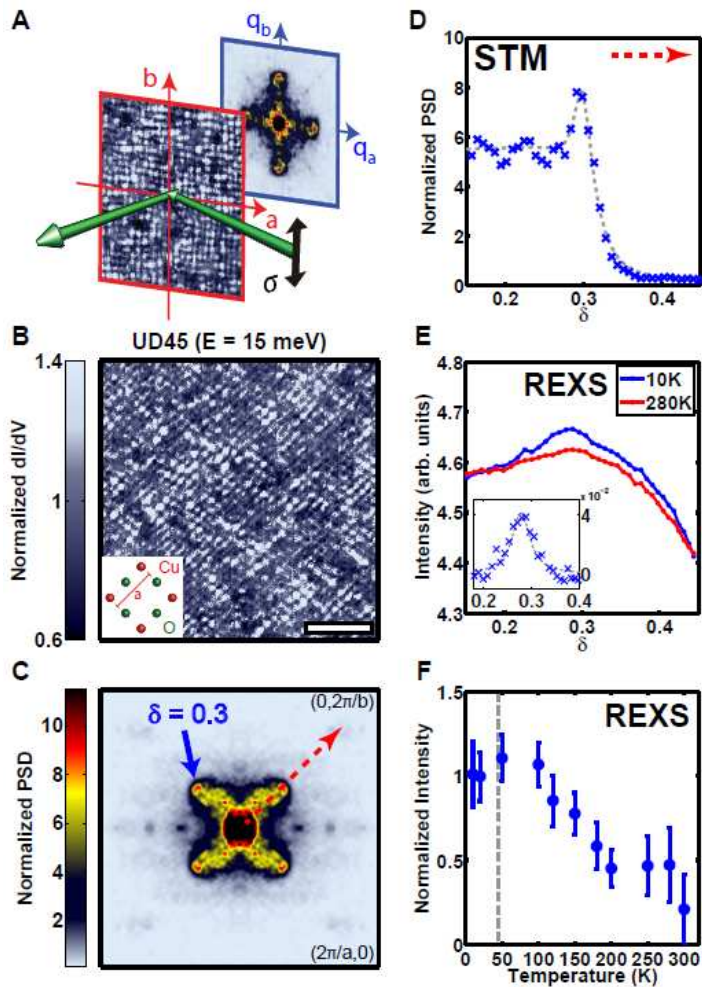 A
q_b
b
q_a
a
σ
B
UD45 (E = 15 meV)
1.4
1
0.6
Normalized dI/dV
Cu
a
O
C
δ = 0.3
(0,2π/b)
(2π/a,0)
10
8
6
4
2
Normalized PSD
D
STM
10
8
6
4
2
0
Normalized PSD
0.2 0.3 0.4
δ
E
REXS
10K
280K
4.8
4.7
4.6
4.5
4.4
4.3
Intensity (arb. units)
x10^-2
4
0
0.2 0.3 0.4
0.2 0.3 0.4
δ
F
REXS
1.5
1
0.5
0
Normalized Intensity
0 50 100 150 200 250 300
Temperature (K)